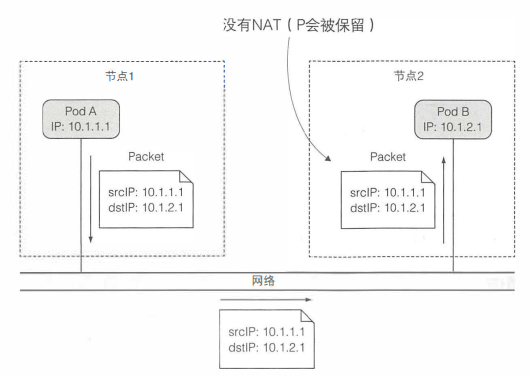 没有NAT（P会被保留）
节点1
节点2
Pod A
IP: 10.1.1.1
Pod B
IP: 10.1.2.1
Packet
srcIP: 10.1.1.1
dstIP: 10.1.2.1
Packet
srcIP: 10.1.1.1
dstIP: 10.1.2.1
网络
srcIP: 10.1.1.1
dstIP: 10.1.2.1